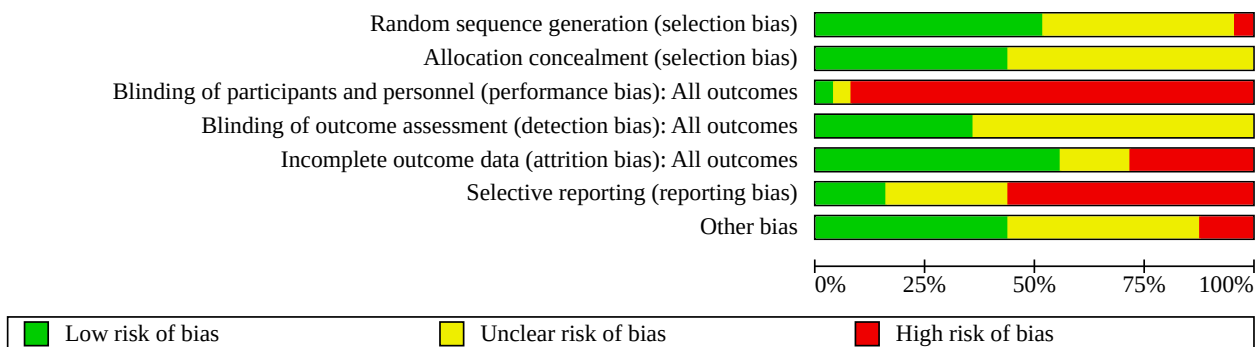 Random sequence generation (selection bias)
Allocation concealment (selection bias)
Blinding of participants and personnel (performance bias): All outcomes
Blinding of outcome assessment (detection bias): All outcomes
Incomplete outcome data (attrition bias): All outcomes
Selective reporting (reporting bias)
Other bias
0% 25% 50% 75% 100%
Low risk of bias Unclear risk of bias High risk of bias